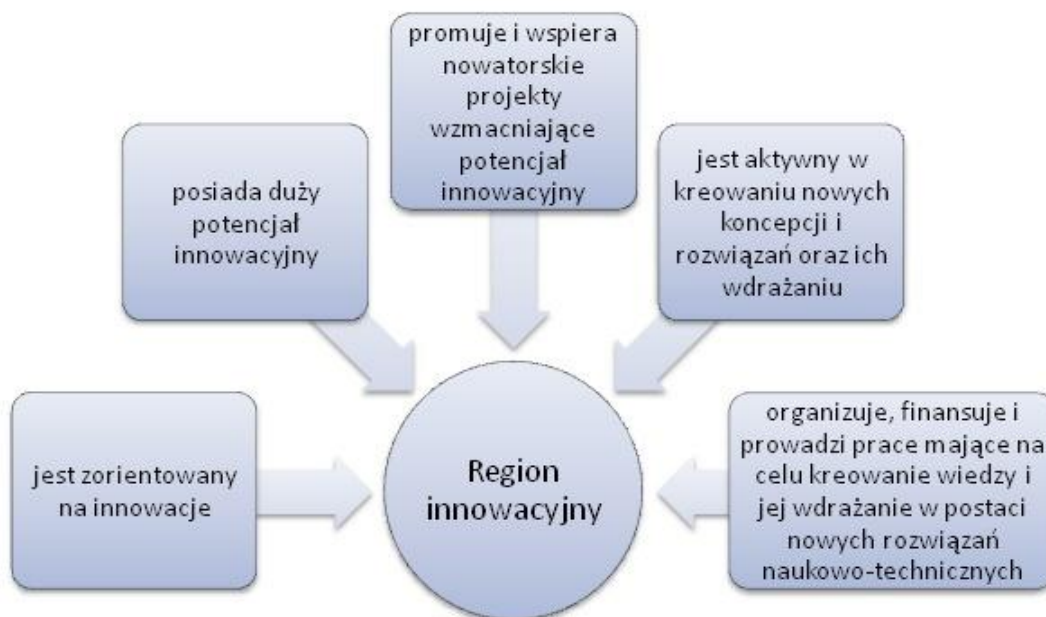 promuje i wspiera
nowatorskie
projekty
wzmacniające
potencjał
innowacyjny
posiada duży
potencjał
innowacyjny
jest aktywny w
kreowaniu nowych
koncepcji i
rozwiązań oraz ich
wdrażaniu
jest zorientowany
na innowacje
Region
innowacyjny
organizuje, finansuje i
prowadzi prace mające na
celu kreowanie wiedzy i
jej wdrażanie w postaci
nowych rozwiązań
naukowo-technicznych